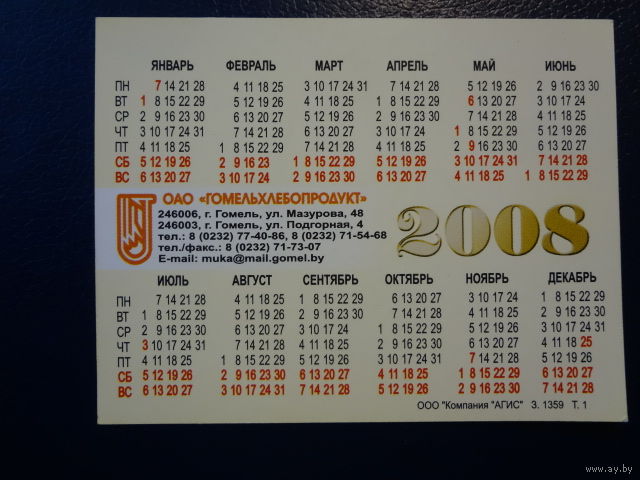 ЯНВАРЬ ФЕВРАЛЬ МАРТ АПРЕЛЬ МАЙ ИЮНЬ
ПН 7 14 21 28 4 11 18 25 3 10 17 24 31 7 14 21 28 5 12 19 26 2 9 16 23 30
ВТ 1 8 15 22 29 5 12 19 26 4 11 18 25 1 8 15 22 29 6 13 20 27 3 10 17 24
СР 2 9 16 23 30 6 13 20 27 5 12 19 26 2 9 16 23 30 7 14 21 28 4 11 18 25
ЧТ 3 10 17 24 31 7 14 21 28 6 13 20 27 3 10 17 24 1 8 15 22 29 5 12 19 26
ПТ 4 11 18 25 1 8 15 22 29 7 14 21 28 4 11 18 25 2 9 16 23 30 6 13 20 27
СБ 5 12 19 26 2 9 16 23 1 8 15 22 29 5 12 19 26 3 10 17 24 31 7 14 21 28
ВС 6 13 20 27 3 10 17 24 2 9 16 23 30 6 13 20 27 4 11 18 25 1 8 15 22 29
ОАО «ГОМЕЛЬХЛЕБОПРОДУКТ»
246006, г. Гомель, ул. Мазурова, 48
246003, г. Гомель, ул. Подгорная, 4
тел.: 8 (0232) 77-40-86, 8 (0232) 71-54-68
тел./факс.: 8 (0232) 71-73-07
E-mail: muka@mail.gomel.by
2008
ИЮЛЬ АВГУСТ СЕНТЯБРЬ ОКТЯБРЬ НОЯБРЬ ДЕКАБРЬ
ПН 7 14 21 28 4 11 18 25 1 8 15 22 29 6 13 20 27 3 10 17 24 1 8 15 22 29
ВТ 1 8 15 22 29 5 12 19 26 2 9 16 23 30 7 14 21 28 4 11 18 25 2 9 16 23 30
СР 2 9 16 23 30 6 13 20 27 3 10 17 24 1 8 15 22 29 5 12 19 26 3 10 17 24 31
ЧТ 3 10 17 24 31 7 14 21 28 4 11 18 25 2 9 16 23 30 6 13 20 27 4 11 18 25
ПТ 4 11 18 25 1 8 15 22 29 5 12 19 26 3 10 17 24 31 7 14 21 28 5 12 19 26
СБ 5 12 19 26 2 9 16 23 30 6 13 20 27 4 11 18 25 1 8 15 22 29 6 13 20 27
ВС 6 13 20 27 3 10 17 24 31 7 14 21 28 5 12 19 26 2 9 16 23 30 7 14 21 28
ООО "Компания "АГИС" З. 1359 Т. 1
www.ay.by